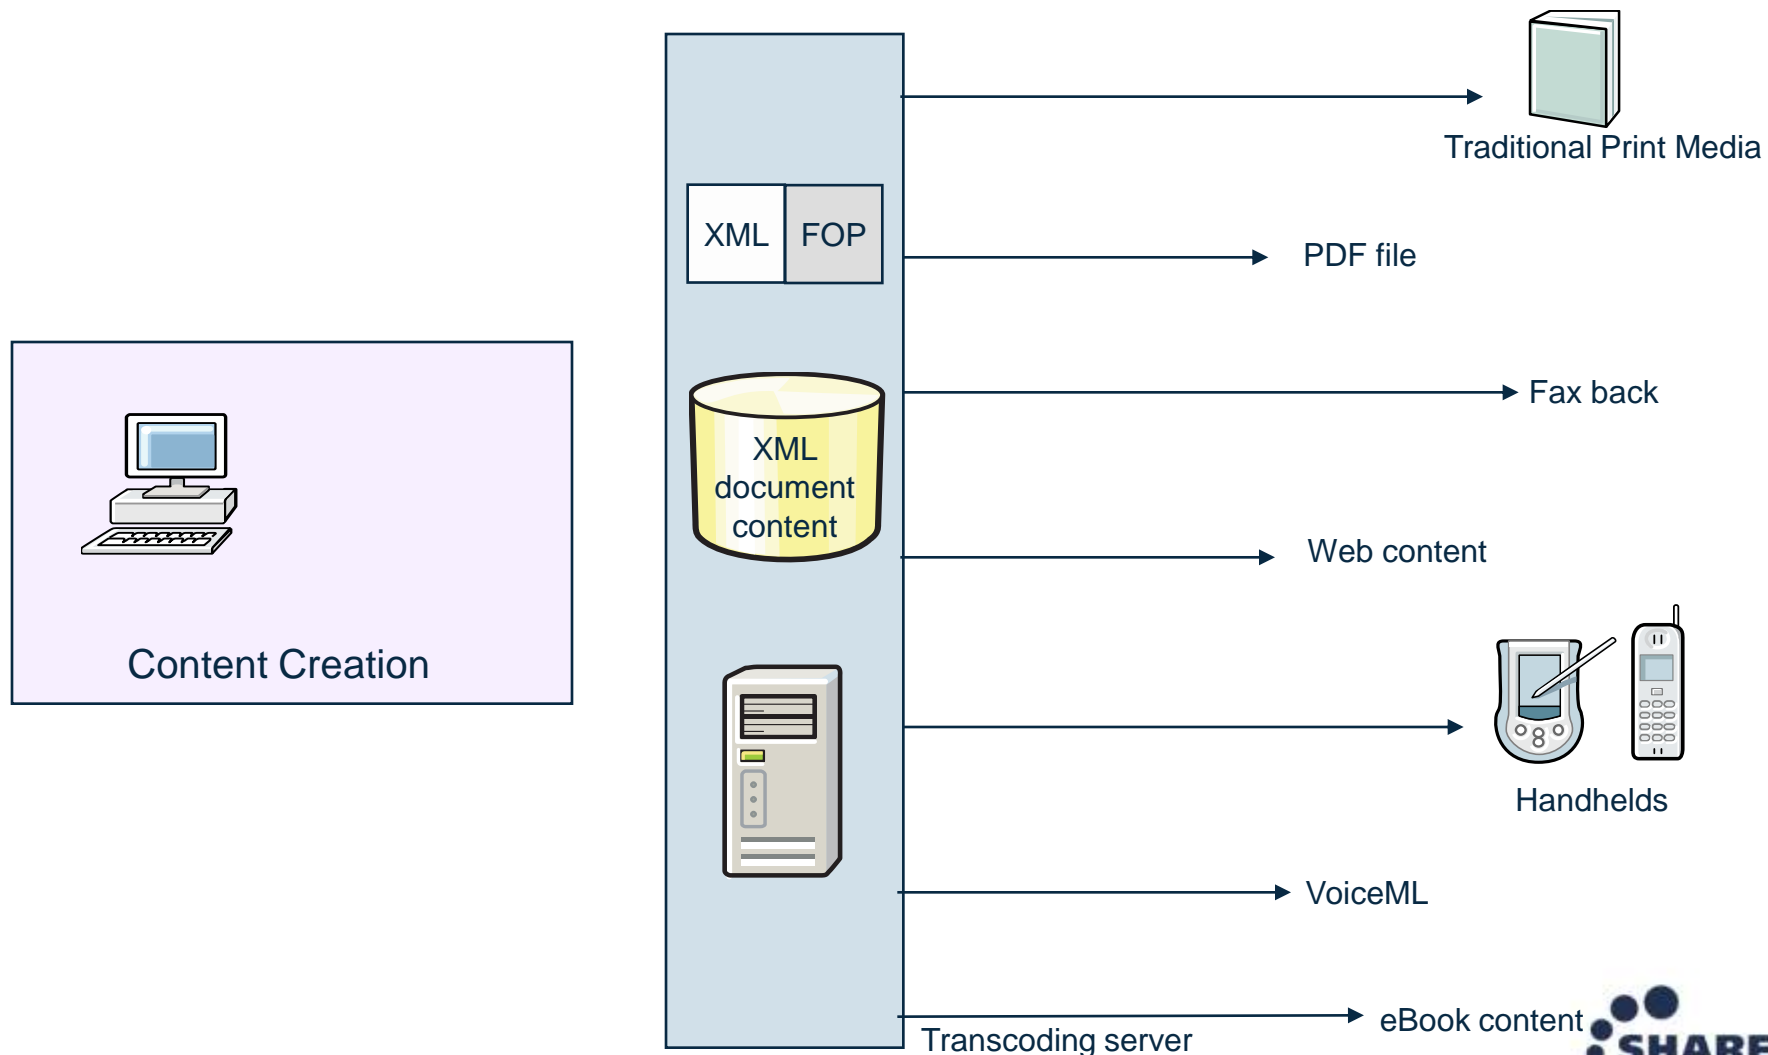 Traditional Print Media
XML FOP
PDF file
Fax back
XML
document
content
Web content
Content Creation
Handhelds
VoiceML
eBook content
Transcoding server
SHARE